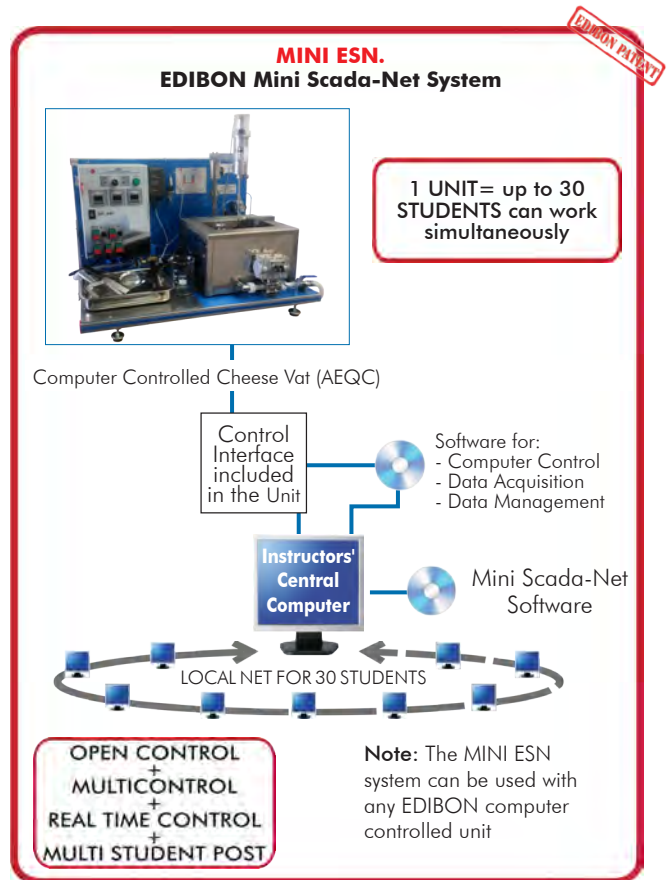 EDIBON PATENT
MINI ESN.
EDIBON Mini Scada-Net System
1 UNIT= up to 30
STUDENTS can work
simultaneously
Computer Controlled Cheese Vat (AEQC)
Control
Interface
included
in the Unit
Software for:
- Computer Control
- Data Acquisition
- Data Management
Instructors'
Central
Computer
Mini Scada-Net
Software
LOCAL NET FOR 30 STUDENTS
OPEN CONTROL
+
MULTICONTROL
+
REAL TIME CONTROL
+
MULTI STUDENT POST
Note: The MINI ESN
system can be used with
any EDIBON computer
controlled unit